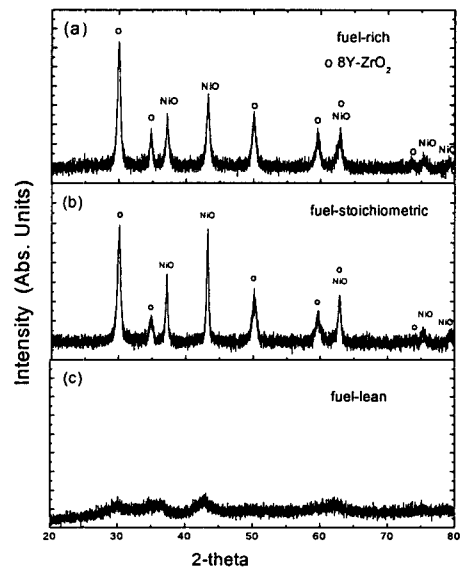 (a)
fuel-rich
o 8Y-ZrO2
o
o
NiO
NiO
o
o
o
NiO
o
NiO
NiO
(b)
fuel-stoichiometric
o
o
NiO
NiO
o
o
o
NiO
o
NiO
NiO
(c)
fuel-lean
Intensity (Abs. Units)
20 30 40 50 60 70 80
2-theta